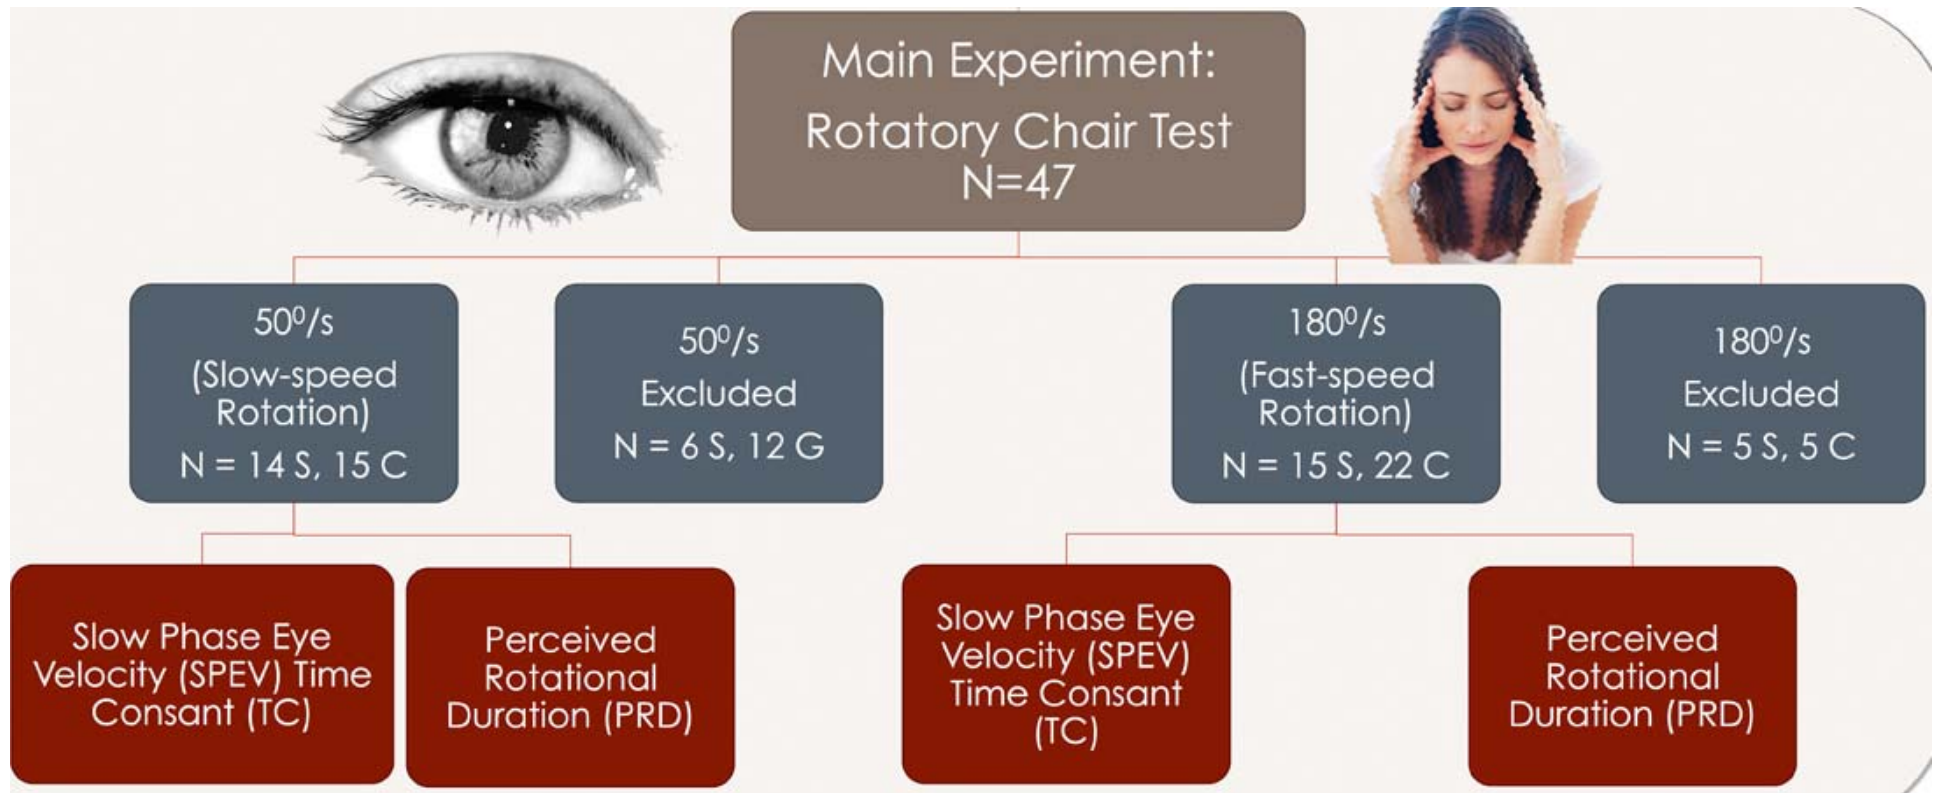 Main Experiment:
Rotatory Chair Test
N=47
50⁰/s
(Slow-speed
Rotation)
N = 14 S, 15 C
50⁰/s
Excluded
N = 6 S, 12 G
180⁰/s
(Fast-speed
Rotation)
N = 15 S, 22 C
180⁰/s
Excluded
N = 5 S, 5 C
Slow Phase Eye
Velocity (SPEV) Time
Consant (TC)
Perceived
Rotational
Duration (PRD)
Slow Phase Eye
Velocity (SPEV)
Time Consant
(TC)
Perceived
Rotational
Duration (PRD)